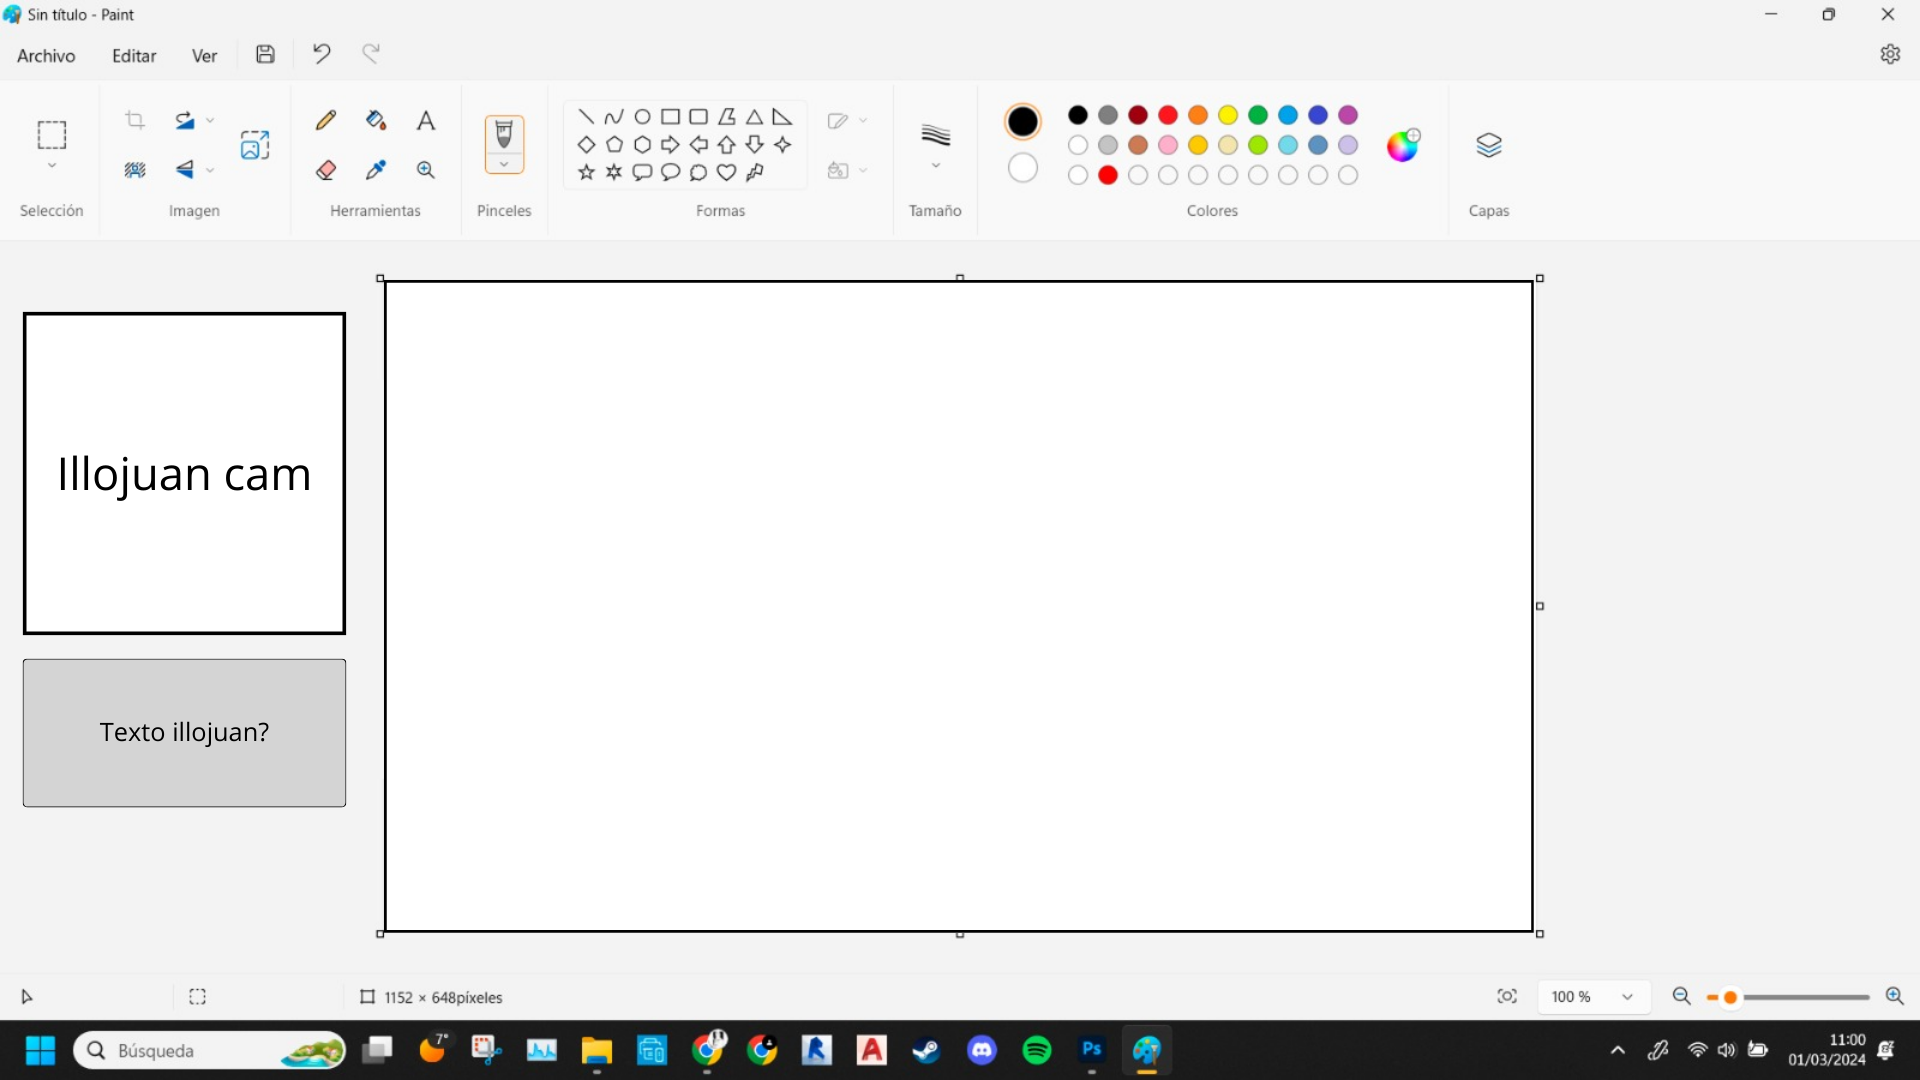 Sin título - Paint
Archivo Editar Ver
Selección Imagen Herramientas Pinceles Formas Tamaño Colores Capas
Illojuan cam
Texto illojuan?
1152 × 648píxeles
100 %
Búsqueda
7°
Ps
11:00
01/03/2024